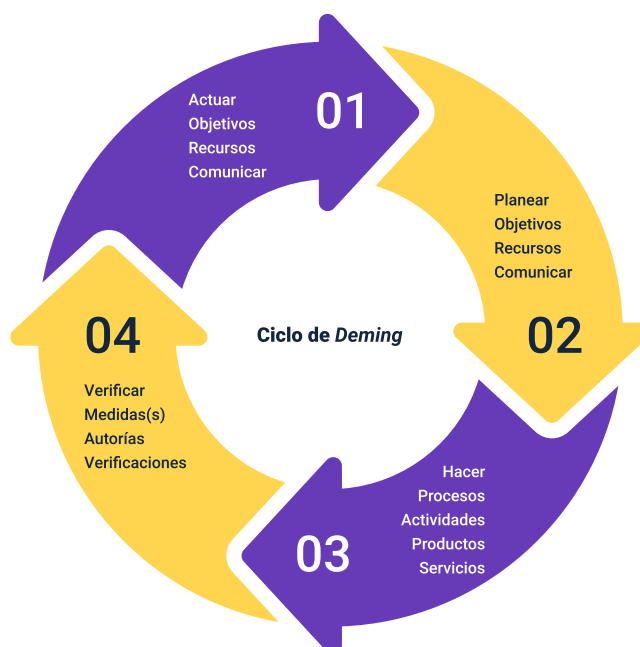 Actuar
Objetivos
Recursos
Comunicar
01
Planear
Objetivos
Recursos
Comunicar
02
Ciclo de Deming
Hacer
Procesos
Actividades
Productos
Servicios
03
04
Verificar
Medidas(s)
Autorías
Verificaciones